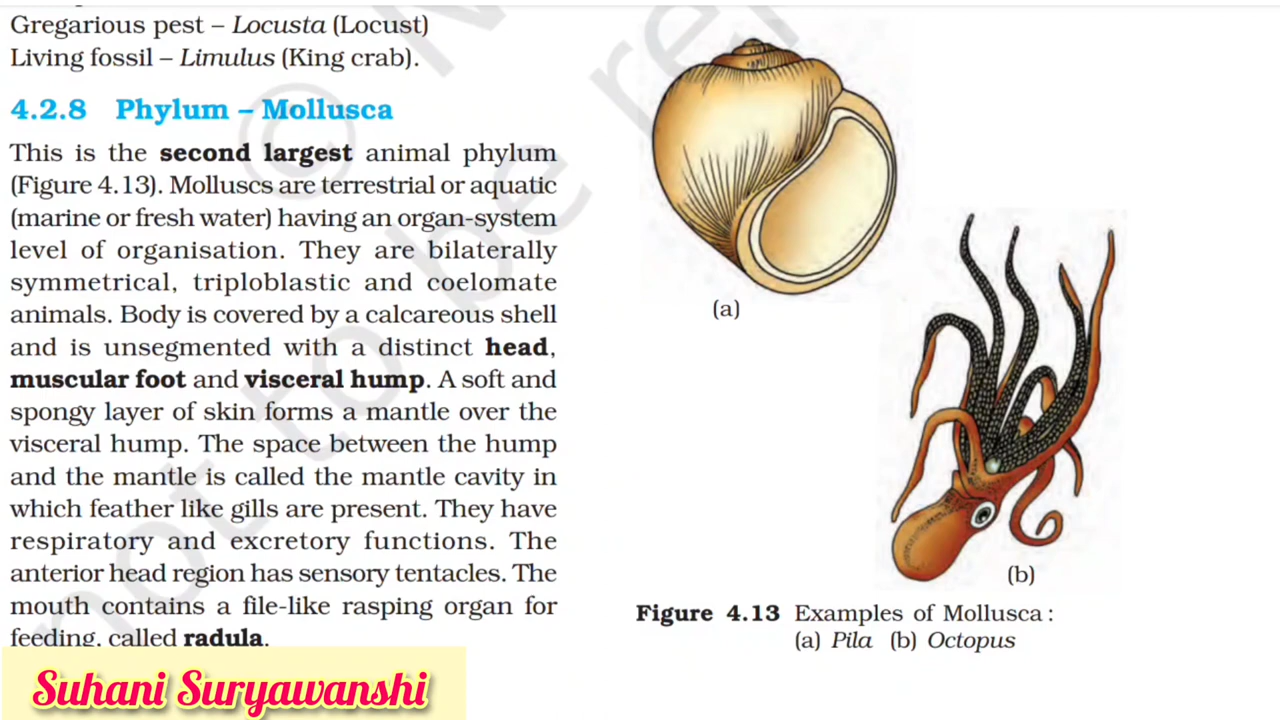 Gregarious pest – Locusta (Locust)
Living fossil – Limulus (King crab).
4.2.8 Phylum – Mollusca
This is the second largest animal phylum
(Figure 4.13). Molluscs are terrestrial or aquatic
(marine or fresh water) having an organ-system
level of organisation. They are bilaterally
symmetrical, triploblastic and coelomate
animals. Body is covered by a calcareous shell
and is unsegmented with a distinct head,
muscular foot and visceral hump. A soft and
spongy layer of skin forms a mantle over the
visceral hump. The space between the hump
and the mantle is called the mantle cavity in
which feather like gills are present. They have
respiratory and excretory functions. The
anterior head region has sensory tentacles. The
mouth contains a file-like rasping organ for
feeding, called radula.
(a)
(b)
Figure 4.13 Examples of Mollusca :
(a) Pila (b) Octopus
not to be re
©
Suhani Suryawanshi